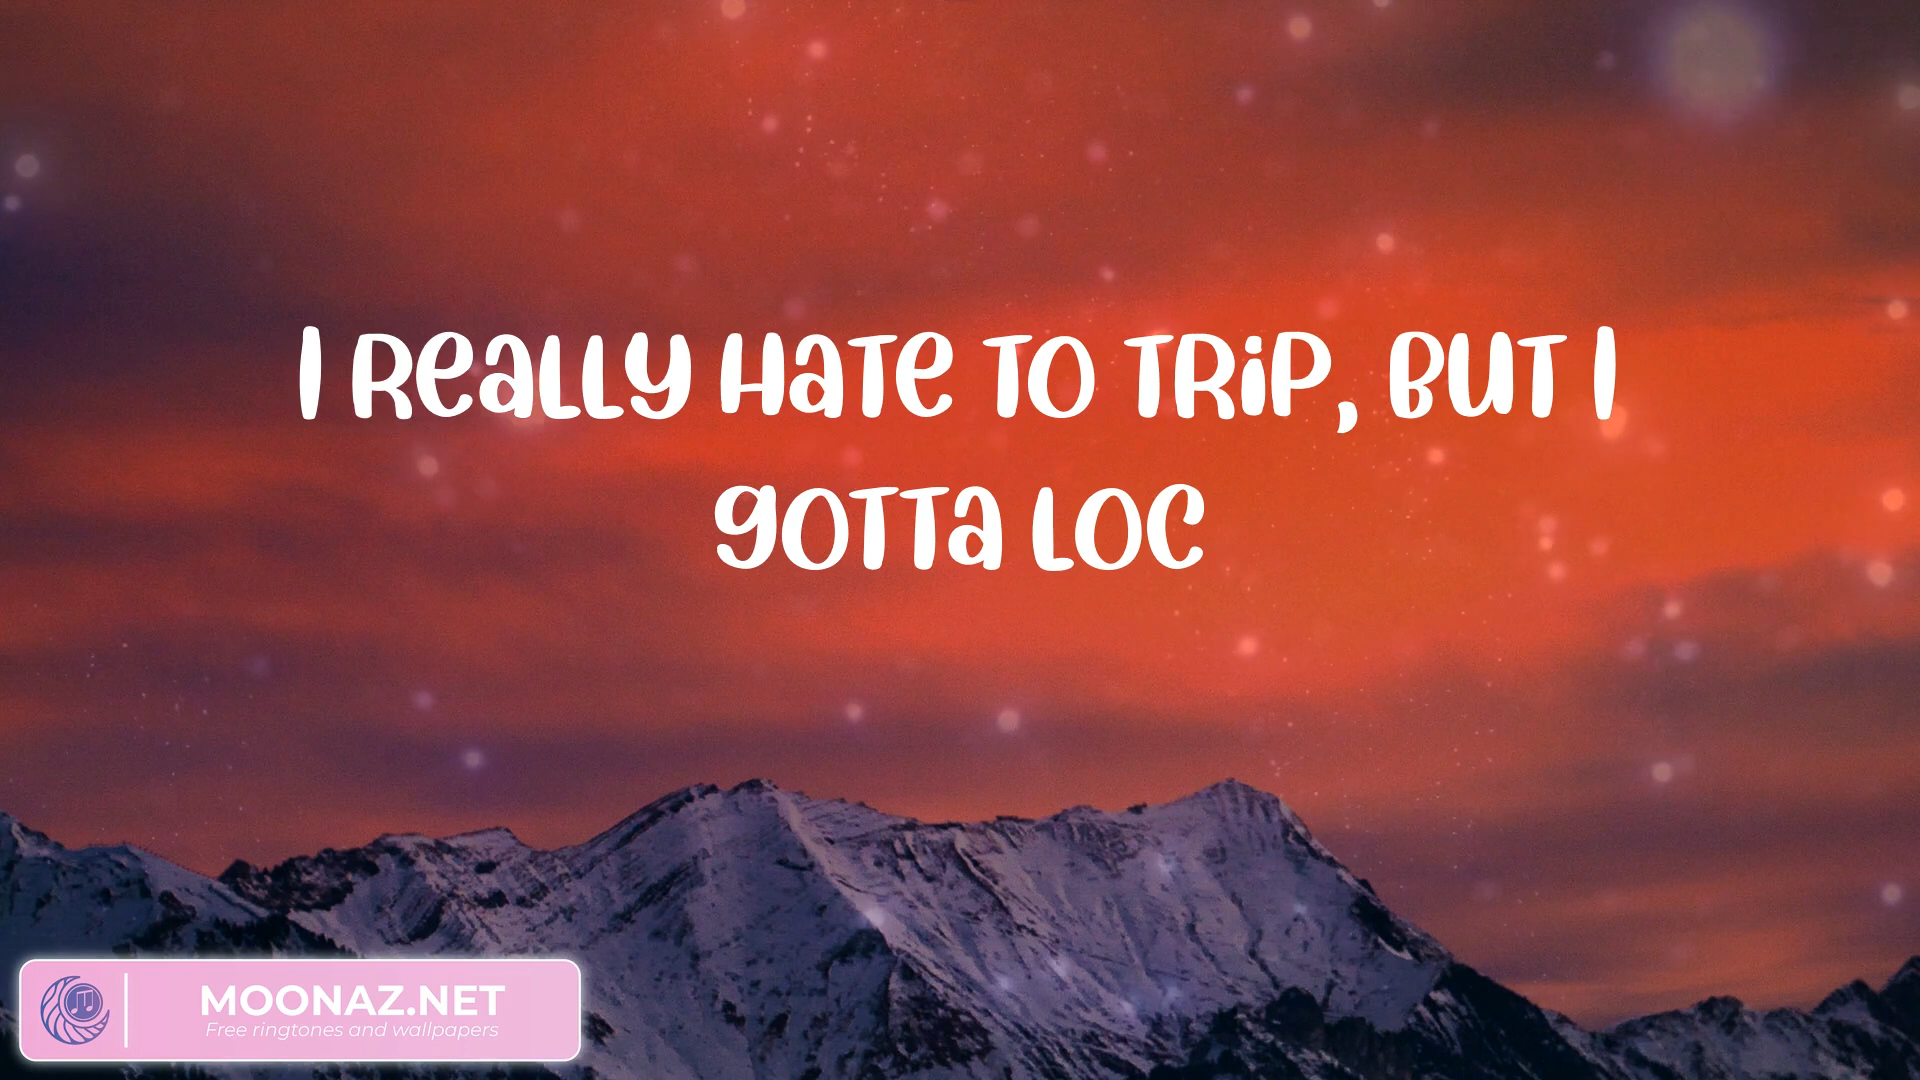 I really hate to trip, but I
gotta loc
MOONAZ.NET
Free ringtones and wallpapers